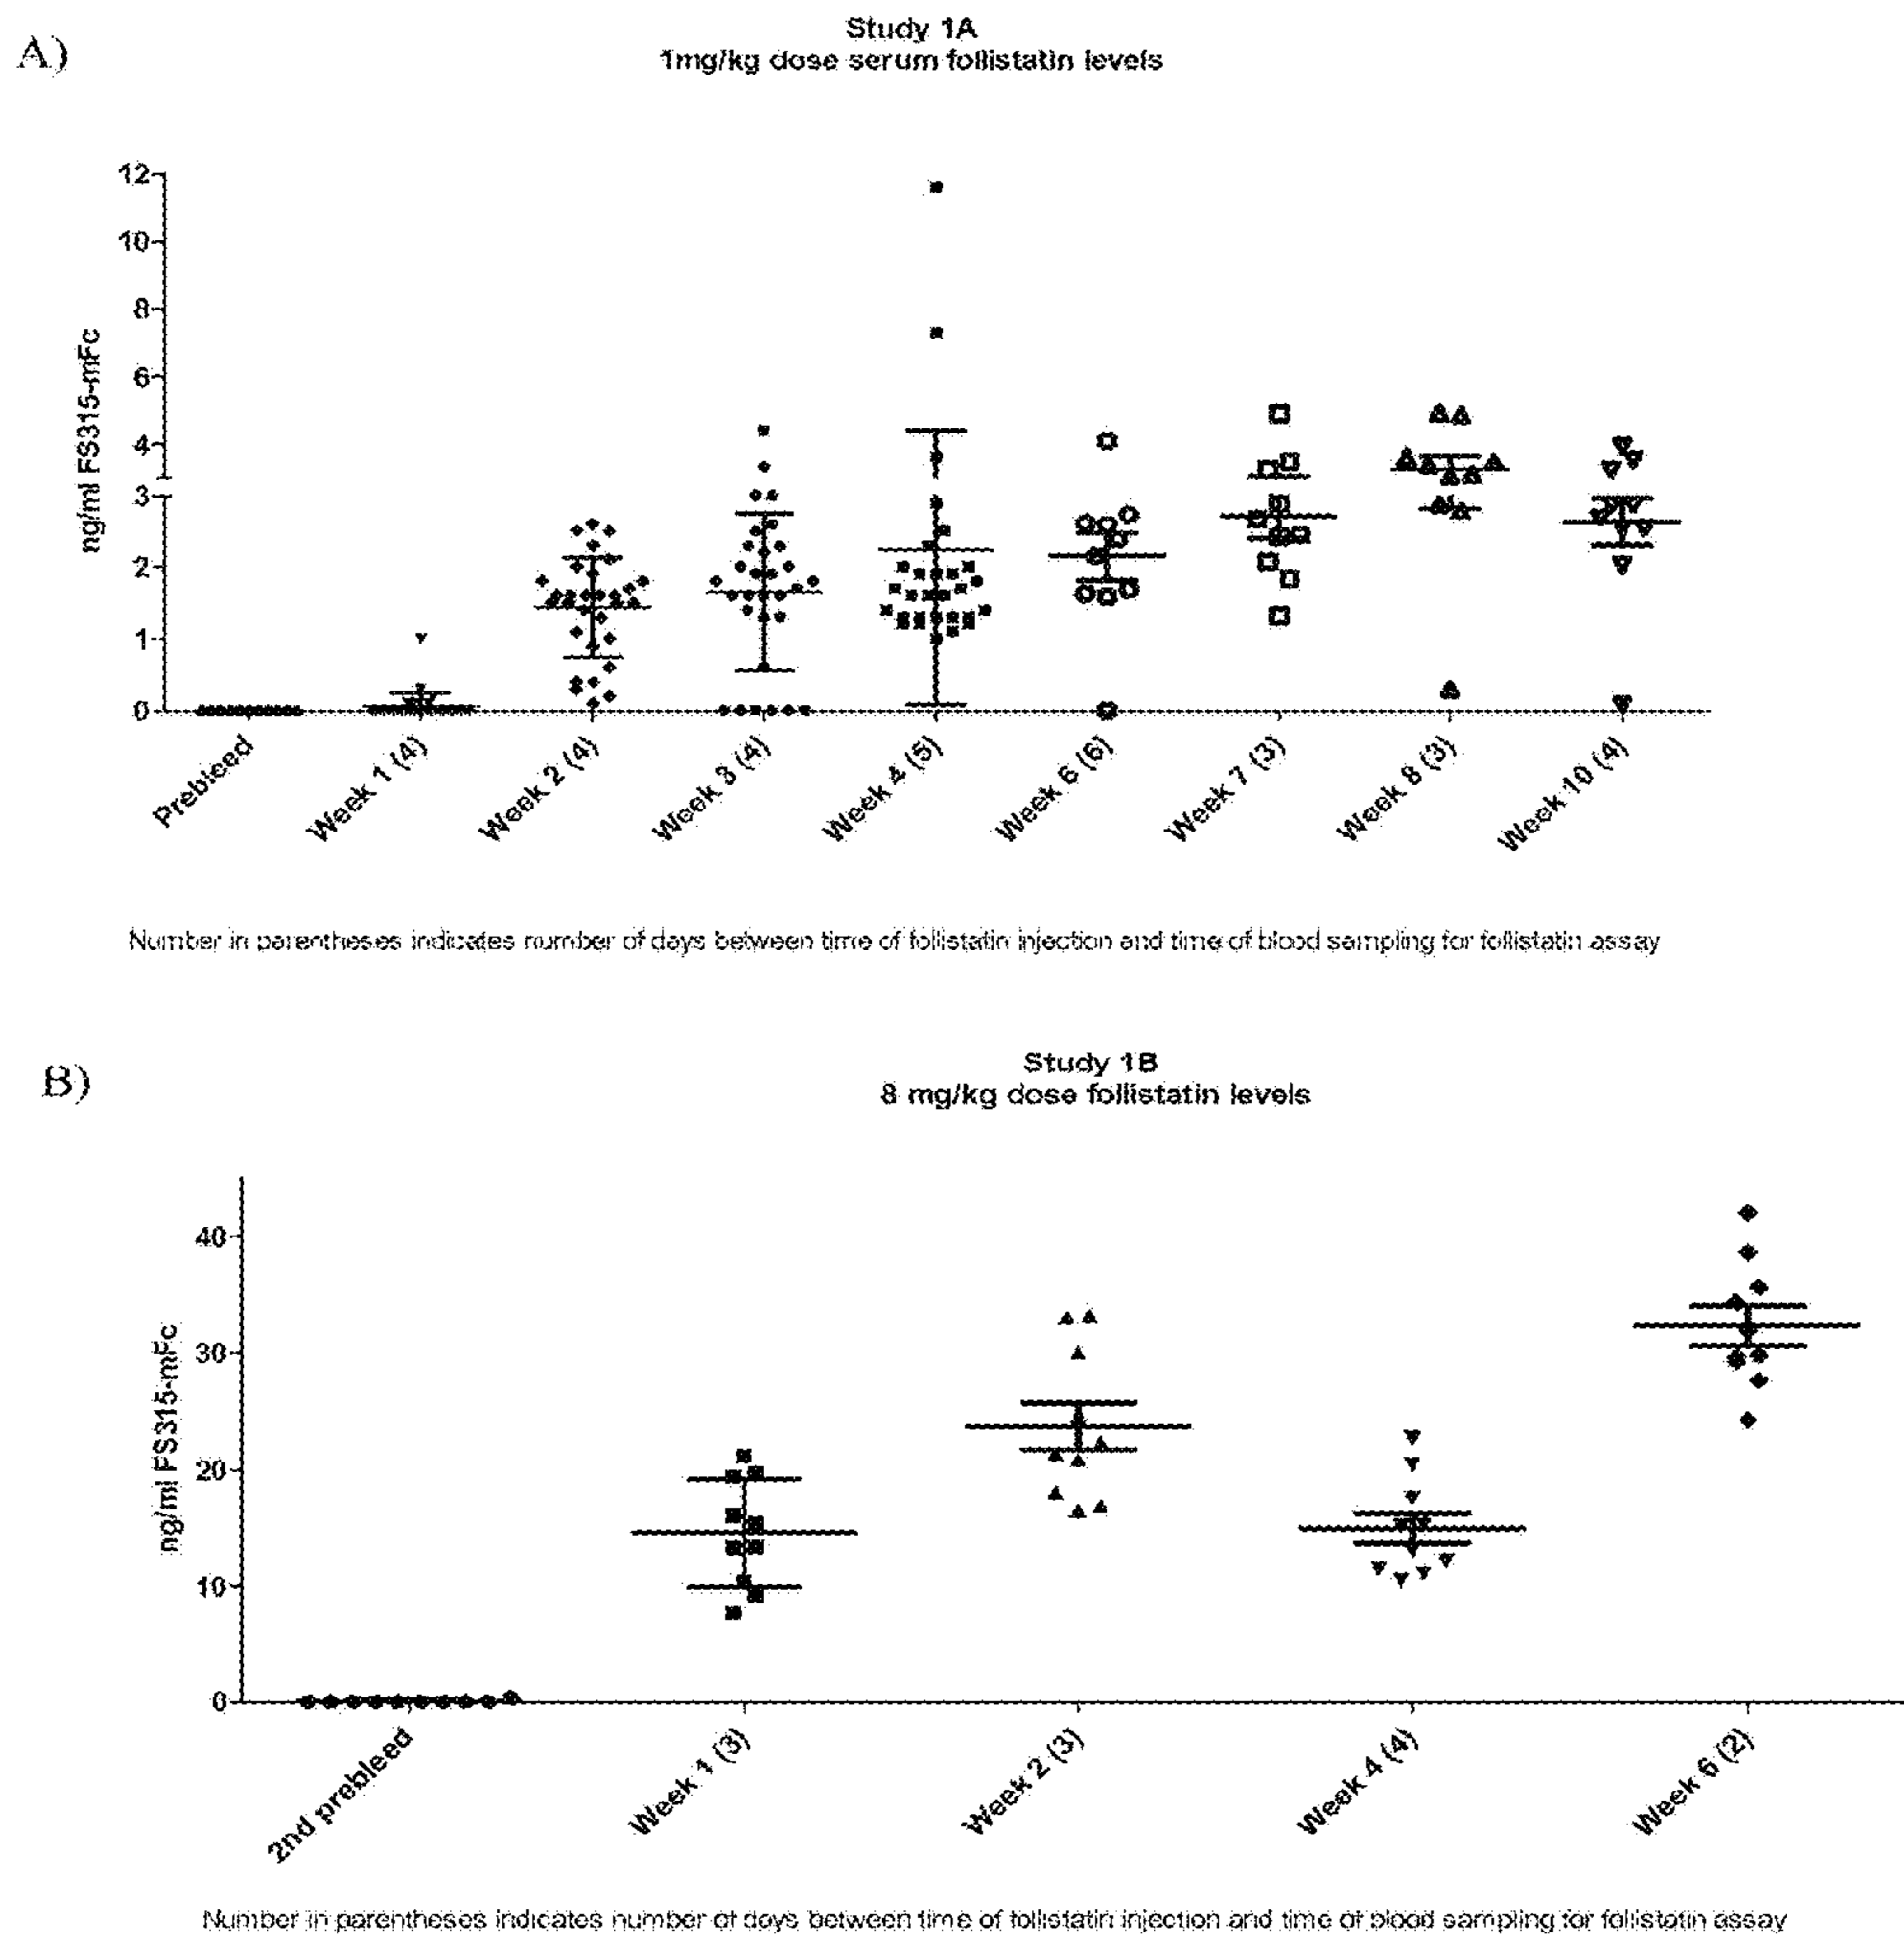 A)
Study 1A
1mg/kg dose serum follistatin levels
ng/ml FS315-mFc
12
10
8
6
4
3
2
1
0
Prebleed
Week 1 (4)
Week 2 (4)
Week 3 (4)
Week 4 (5)
Week 6 (6)
Week 7 (3)
Week 8 (3)
Week 10 (4)
Number in parentheses indicates number of days between time of follistatin injection and time of blood sampling for follistatin assay
B)
Study 1B
8 mg/kg dose follistatin levels
ng/ml FS315-mFc
40
30
20
10
0
2nd prebleed
Week 1 (3)
Week 2 (3)
Week 4 (4)
Week 6 (2)
Number in parentheses indicates number of days between time of follistatin injection and time of blood sampling for follistatin assay